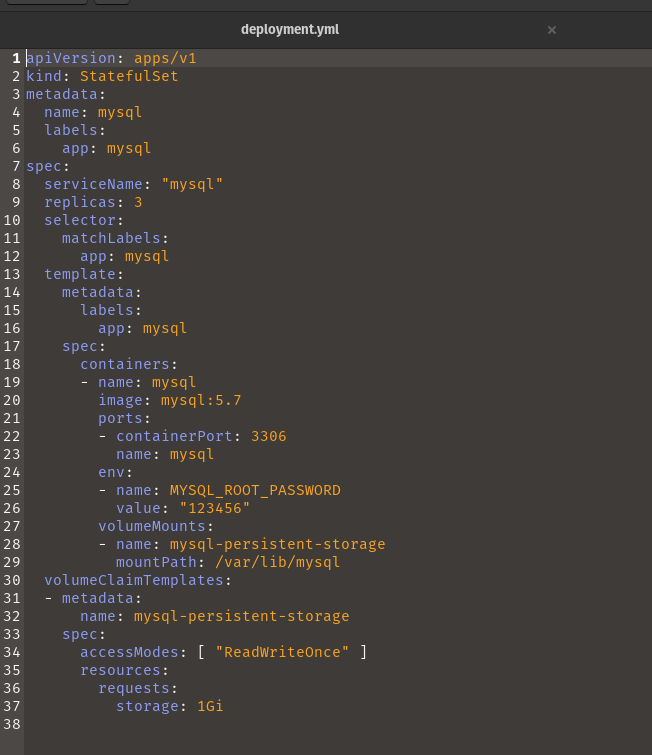 deployment.yml ×
1 apiVersion: apps/v1
2 kind: StatefulSet
3 metadata:
4   name: mysql
5   labels:
6     app: mysql
7 spec:
8   serviceName: "mysql"
9   replicas: 3
10   selector:
11     matchLabels:
12       app: mysql
13   template:
14     metadata:
15       labels:
16         app: mysql
17     spec:
18       containers:
19       - name: mysql
20         image: mysql:5.7
21         ports:
22         - containerPort: 3306
23           name: mysql
24         env:
25         - name: MYSQL_ROOT_PASSWORD
26           value: "123456"
27         volumeMounts:
28         - name: mysql-persistent-storage
29           mountPath: /var/lib/mysql
30   volumeClaimTemplates:
31   - metadata:
32       name: mysql-persistent-storage
33     spec:
34       accessModes: [ "ReadWriteOnce" ]
35       resources:
36         requests:
37           storage: 1Gi
38